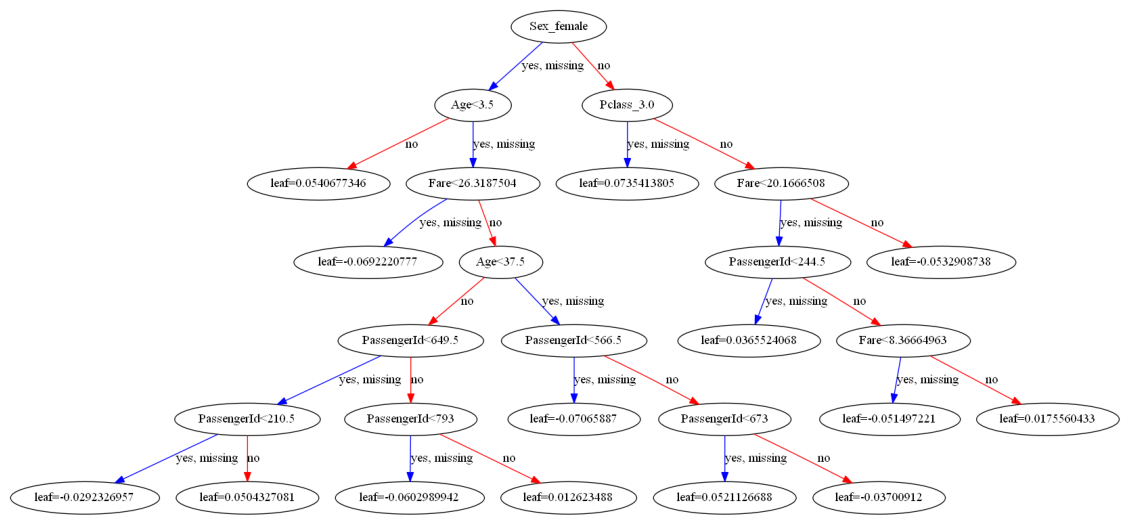 Sex_female
yes, missing
no
Age<3.5
Pclass_3.0
no
yes, missing
yes, missing
no
leaf=0.0540677346
Fare<26.3187504
leaf=0.0735413805
Fare<20.1666508
yes, missing
no
yes, missing
no
leaf=-0.0692220777
Age<37.5
PassengerId<244.5
leaf=-0.0532908738
no
yes, missing
yes, missing
no
PassengerId<649.5
PassengerId<566.5
leaf=0.0365524068
Fare<8.36664963
yes, missing
no
yes, missing
no
yes, missing
no
PassengerId<210.5
PassengerId<793
leaf=-0.07065887
PassengerId<673
leaf=-0.051497221
leaf=0.0175560433
yes, missing
no
yes, missing
no
yes, missing
no
leaf=-0.0292326957
leaf=0.0504327081
leaf=-0.0602989942
leaf=0.012623488
leaf=0.0521126688
leaf=-0.03700912